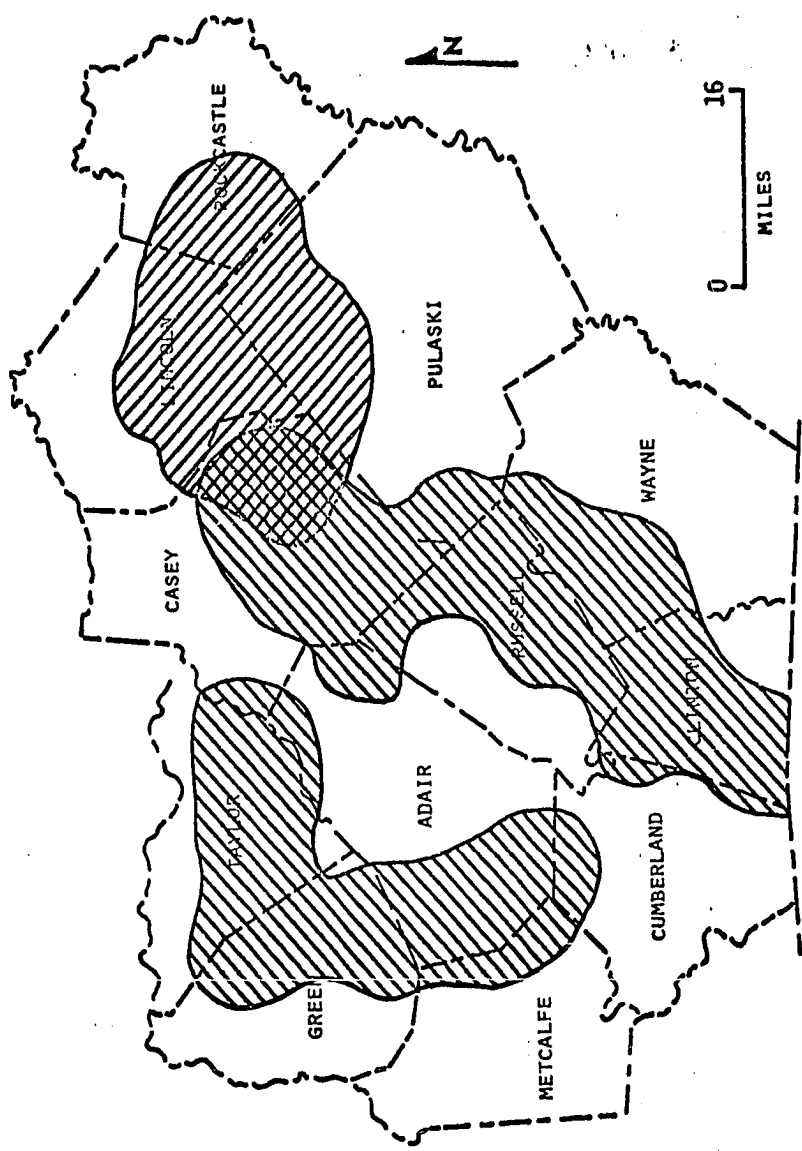 N
ROCKCASTLE
LINCOLN
CASEY
PULASKI
TAYLOR
WAYNE
RUSSELL
ADAIR
GREEN
CLINTON
CUMBERLAND
METCALFE
0 16
MILES